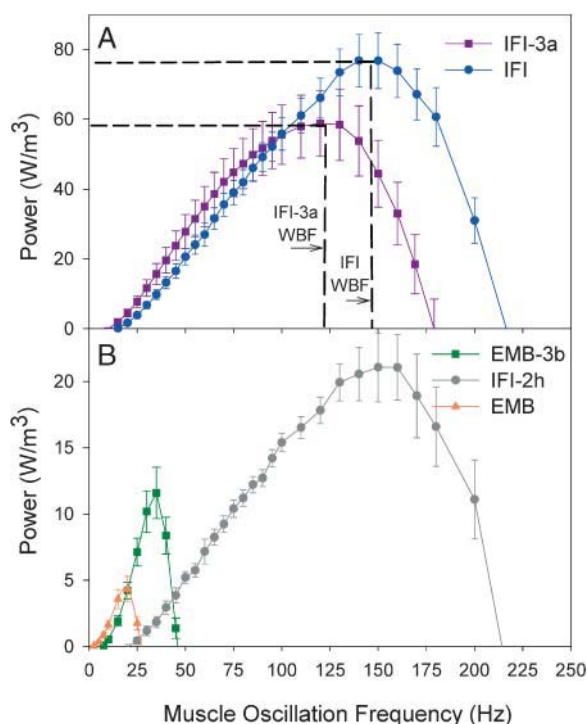 A
IFI-3a
IFI
80
60
40
20
0
Power (W/m³)
IFI-3a
WBF
IFI
WBF
B
EMB-3b
IFI-2h
EMB
20
15
10
5
0
Power (W/m³)
0 25 50 75 100 125 150 175 200 225 250
Muscle Oscillation Frequency (Hz)